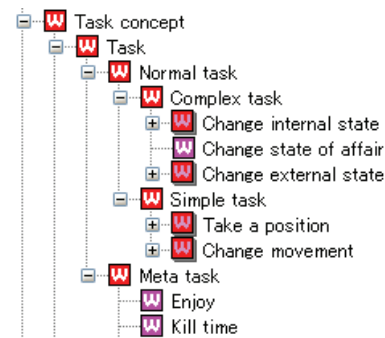 Task concept
Task
Normal task
Complex task
Change internal state
Change state of affair
Change external state
Simple task
Take a position
Change movement
Meta task
Enjoy
Kill time